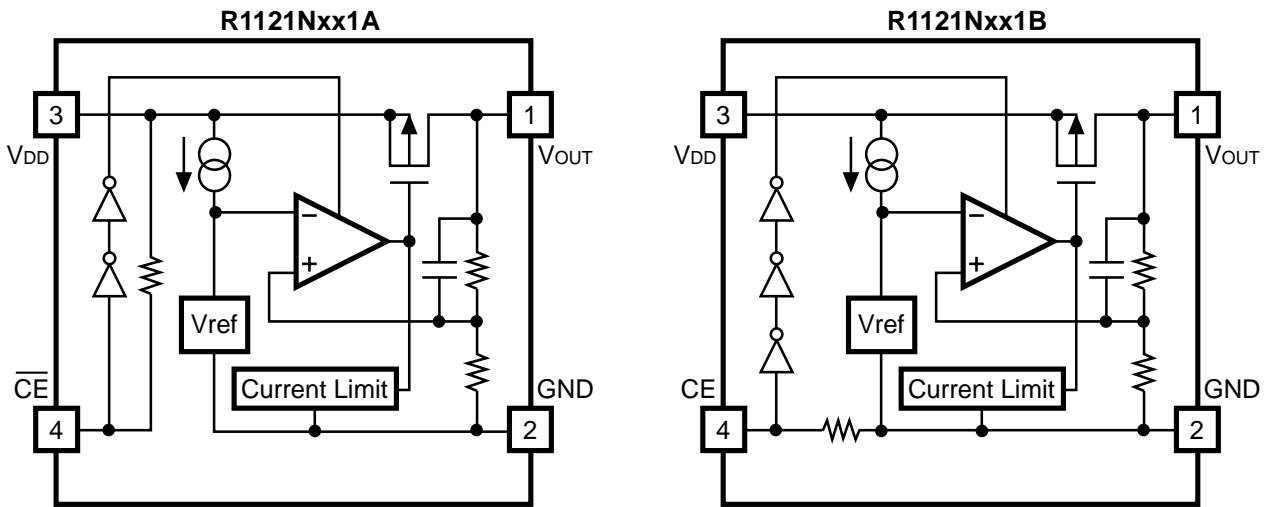 R1121Nxx1A
3
VDD
1
VOUT
−
+
Vref
Current Limit
C̅E̅
4
GND
2
R1121Nxx1B
3
VDD
1
VOUT
−
+
Vref
Current Limit
CE
4
GND
2